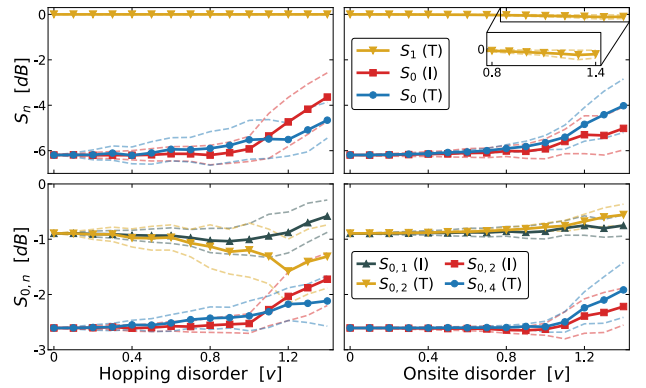 0
-2
-4
-6
S_n [dB]
S_1 (T)
S_0 (I)
S_0 (T)
0
0.8
1.4
0
-1
-2
-3
S_{0,n} [dB]
S_{0,1} (I)
S_{0,2} (T)
S_{0,2} (I)
S_{0,4} (T)
0 0.4 0.8 1.2
0 0.4 0.8 1.2
Hopping disorder [v]
Onsite disorder [v]